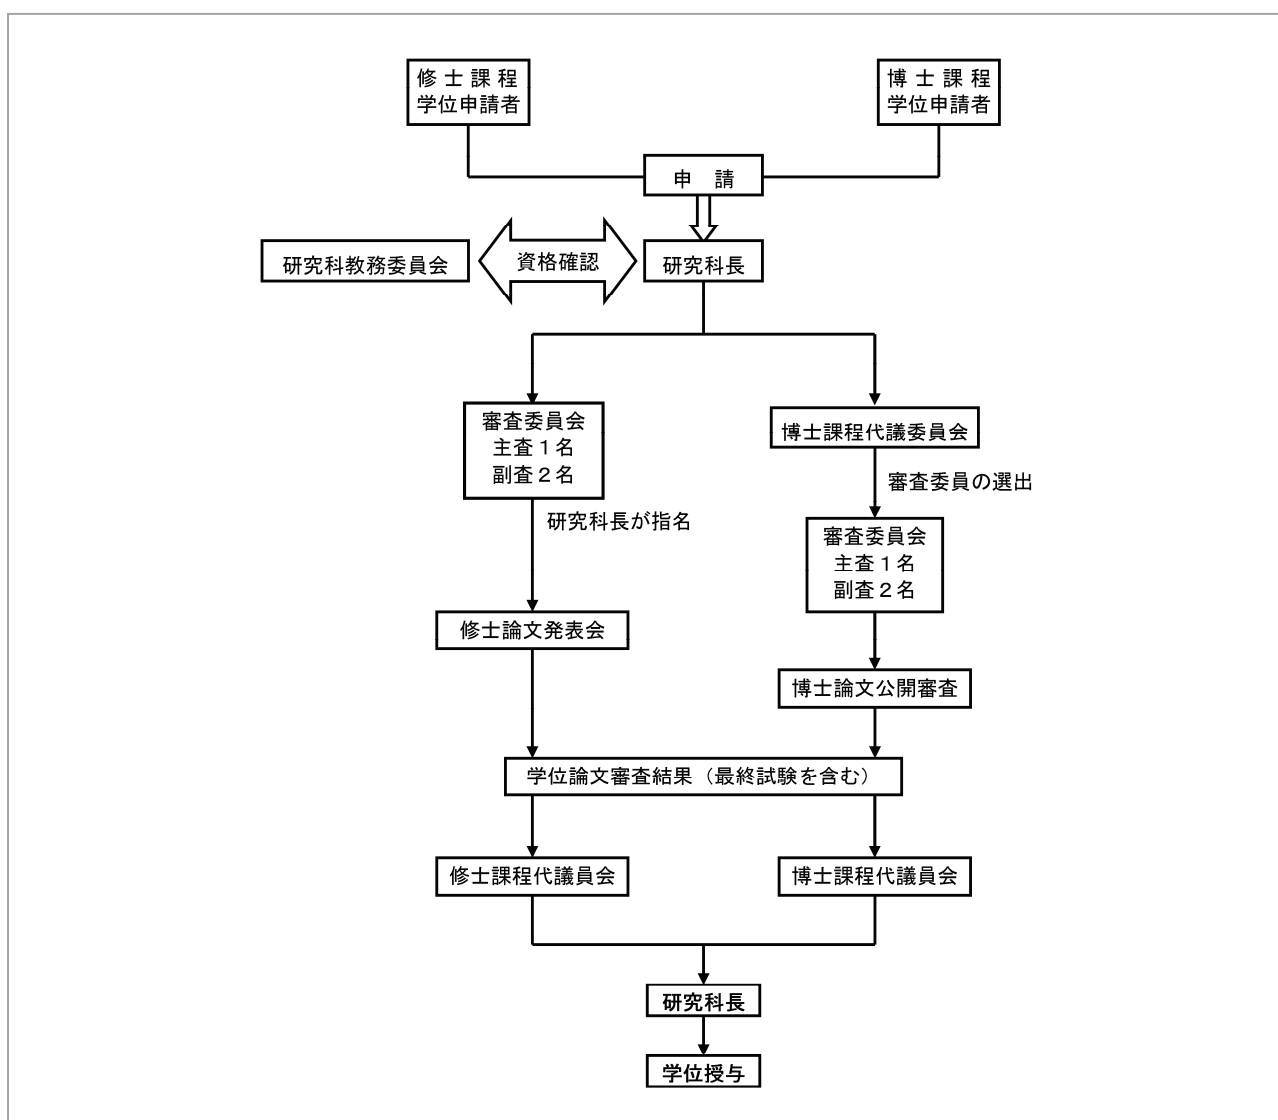 修士課程
学位申請者
博士課程
学位申請者
申　請
研究科教務委員会
資格確認
研究科長
審査委員会
主査１名
副査２名
博士課程代議委員会
審査委員の選出
研究科長が指名
審査委員会
主査１名
副査２名
修士論文発表会
博士論文公開審査
学位論文審査結果（最終試験を含む）
修士課程代議員会
博士課程代議員会
研究科長
学位授与